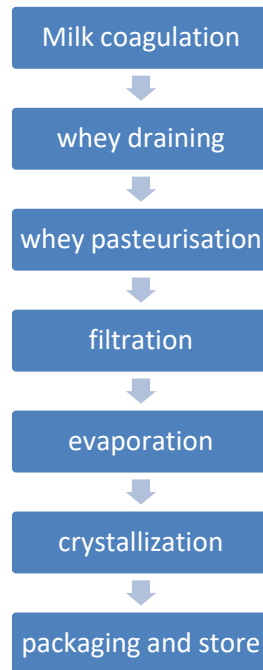 Milk coagulation
whey draining
whey pasteurisation
filtration
evaporation
crystallization
packaging and store